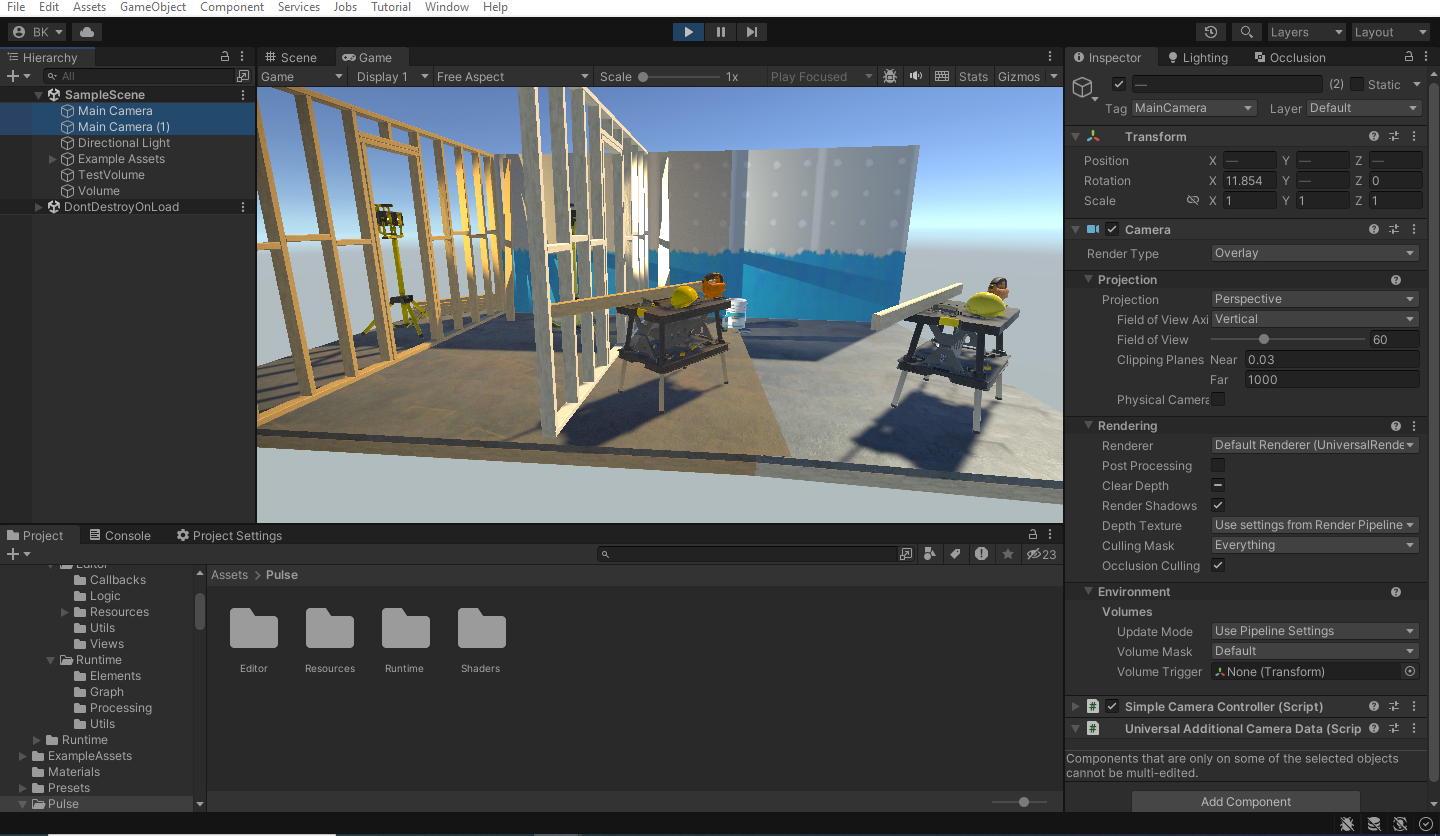 File Edit Assets GameObject Component Services Jobs Tutorial Window Help
BK Layers Layout
Hierarchy
All
SampleScene
Main Camera
Main Camera (1)
Directional Light
Example Assets
TestVolume
Volume
DontDestroyOnLoad
Scene Game
Game Display 1 Free Aspect Scale 1x Play Focused Stats Gizmos
Inspector Lighting Occlusion
— (2) Static
Tag MainCamera Layer Default
Transform
Position X — Y — Z —
Rotation X 11.854 Y — Z 0
Scale X 1 Y 1 Z 1
Camera
Render Type Overlay
Projection
Projection Perspective
Field of View Axi Vertical
Field of View 60
Clipping Planes Near 0.03
Far 1000
Physical Camera
Rendering
Renderer Default Renderer (UniversalRende
Post Processing
Clear Depth
Render Shadows
Depth Texture Use settings from Render Pipeline
Culling Mask Everything
Occlusion Culling
Environment
Volumes
Update Mode Use Pipeline Settings
Volume Mask Default
Volume Trigger None (Transform)
# Simple Camera Controller (Script)
# Universal Additional Camera Data (Scrip
Components that are only on some of the selected objects
cannot be multi-edited.
Add Component
Project Console Project Settings
23
Editor
Callbacks
Logic
Resources
Utils
Views
Runtime
Elements
Graph
Processing
Utils
Runtime
ExampleAssets
Materials
Presets
Pulse
Assets > Pulse
Editor Resources Runtime Shaders